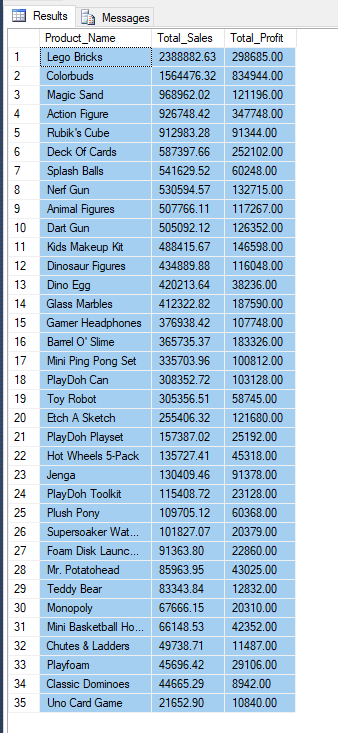 Results Messages
Product_Name Total_Sales Total_Profit
1 Lego Bricks 2388882.63 298685.00
2 Colorbuds 1564476.32 834944.00
3 Magic Sand 968962.02 121196.00
4 Action Figure 926748.42 347748.00
5 Rubik's Cube 912983.28 91344.00
6 Deck Of Cards 587397.66 252102.00
7 Splash Balls 541629.52 60248.00
8 Nerf Gun 530594.57 132715.00
9 Animal Figures 507766.11 117267.00
10 Dart Gun 505092.12 126352.00
11 Kids Makeup Kit 488415.67 146598.00
12 Dinosaur Figures 434889.88 116048.00
13 Dino Egg 420213.64 38236.00
14 Glass Marbles 412322.82 187590.00
15 Gamer Headphones 376938.42 107748.00
16 Barrel O' Slime 365735.37 183326.00
17 Mini Ping Pong Set 335703.96 100812.00
18 PlayDoh Can 308352.72 103128.00
19 Toy Robot 305356.51 58745.00
20 Etch A Sketch 255406.32 121680.00
21 PlayDoh Playset 157387.02 25192.00
22 Hot Wheels 5-Pack 135727.41 45318.00
23 Jenga 130409.46 91378.00
24 PlayDoh Toolkit 115408.72 23128.00
25 Plush Pony 109705.12 60368.00
26 Supersoaker Wat... 101827.07 20379.00
27 Foam Disk Launc... 91363.80 22860.00
28 Mr. Potatohead 85963.95 43025.00
29 Teddy Bear 83343.84 12832.00
30 Monopoly 67666.15 20310.00
31 Mini Basketball Ho... 66148.53 42352.00
32 Chutes & Ladders 49738.71 11487.00
33 Playfoam 45696.42 29106.00
34 Classic Dominoes 44665.29 8942.00
35 Uno Card Game 21652.90 10840.00